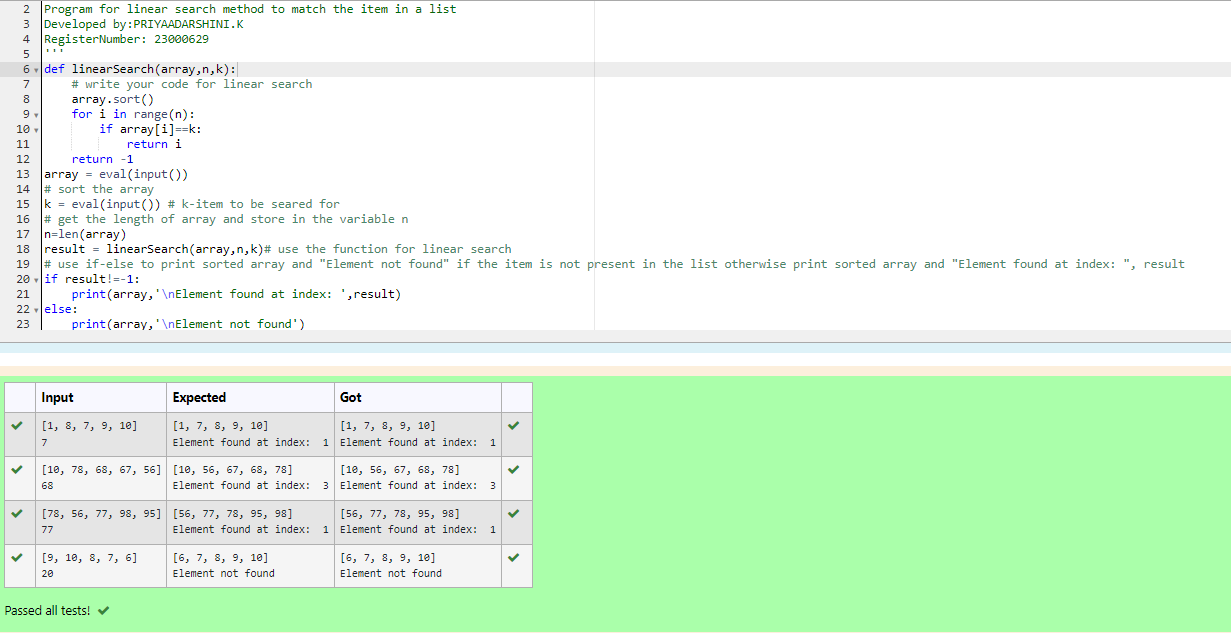 2 Program for linear search method to match the item in a list
3 Developed by:PRIYAADARSHINI.K
4 RegisterNumber: 23000629
5 '''
6 def linearSearch(array,n,k):
7     # write your code for linear search
8     array.sort()
9     for i in range(n):
10         if array[i]==k:
11             return i
12     return -1
13 array = eval(input())
14 # sort the array
15 k = eval(input()) # k-item to be seared for
16 # get the length of array and store in the variable n
17 n=len(array)
18 result = linearSearch(array,n,k)# use the function for linear search
19 # use if-else to print sorted array and "Element not found" if the item is not present in the list otherwise print sorted array and "Element found at index: ", result
20 if result!=-1:
21     print(array,'\nElement found at index: ',result)
22 else:
23     print(array,'\nElement not found')
Input Expected Got
[1, 8, 7, 9, 10] [1, 7, 8, 9, 10] [1, 7, 8, 9, 10]
7 Element found at index:  1 Element found at index:  1
[10, 78, 68, 67, 56] [10, 56, 67, 68, 78] [10, 56, 67, 68, 78]
68 Element found at index:  3 Element found at index:  3
[78, 56, 77, 98, 95] [56, 77, 78, 95, 98] [56, 77, 78, 95, 98]
77 Element found at index:  1 Element found at index:  1
[9, 10, 8, 7, 6] [6, 7, 8, 9, 10] [6, 7, 8, 9, 10]
20 Element not found Element not found
Passed all tests!